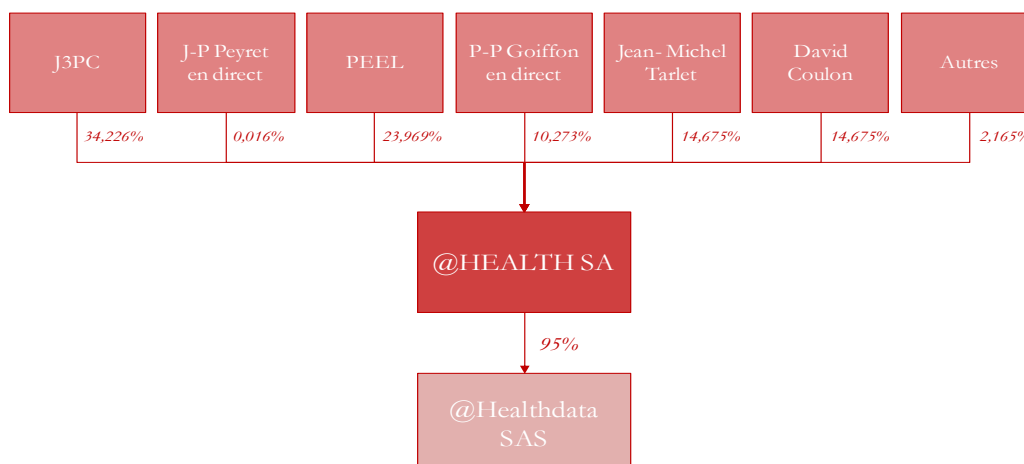 J3PC
J-P Peyret
en direct
PEEL
P-P Goiffon
en direct
Jean- Michel
Tarlet
David
Coulon
Autres
34,226%
0,016%
23,969%
10,273%
14,675%
14,675%
2,165%
@HEALTH SA
95%
@Healthdata
SAS